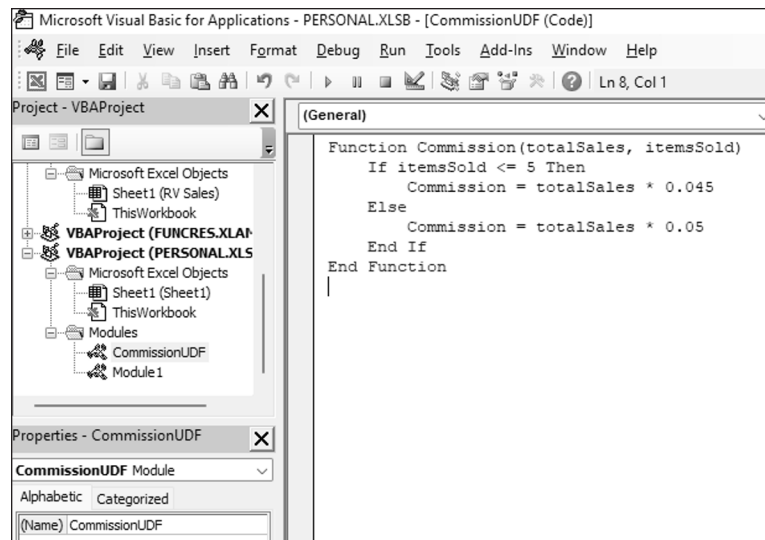 Microsoft Visual Basic for Applications - PERSONAL.XLSB - [CommissionUDF (Code)]
File Edit View Insert Format Debug Run Tools Add-Ins Window Help
Ln 8, Col 1
Project - VBAProject
Microsoft Excel Objects
Sheet1 (RV Sales)
ThisWorkbook
VBAProject (FUNCRES.XLAM
VBAProject (PERSONAL.XLS
Microsoft Excel Objects
Sheet1 (Sheet1)
ThisWorkbook
Modules
CommissionUDF
Module1
Properties - CommissionUDF
CommissionUDF Module
Alphabetic Categorized
(Name) CommissionUDF
(General)
Function Commission(totalSales, itemsSold)
If itemsSold <= 5 Then
Commission = totalSales * 0.045
Else
Commission = totalSales * 0.05
End If
End Function